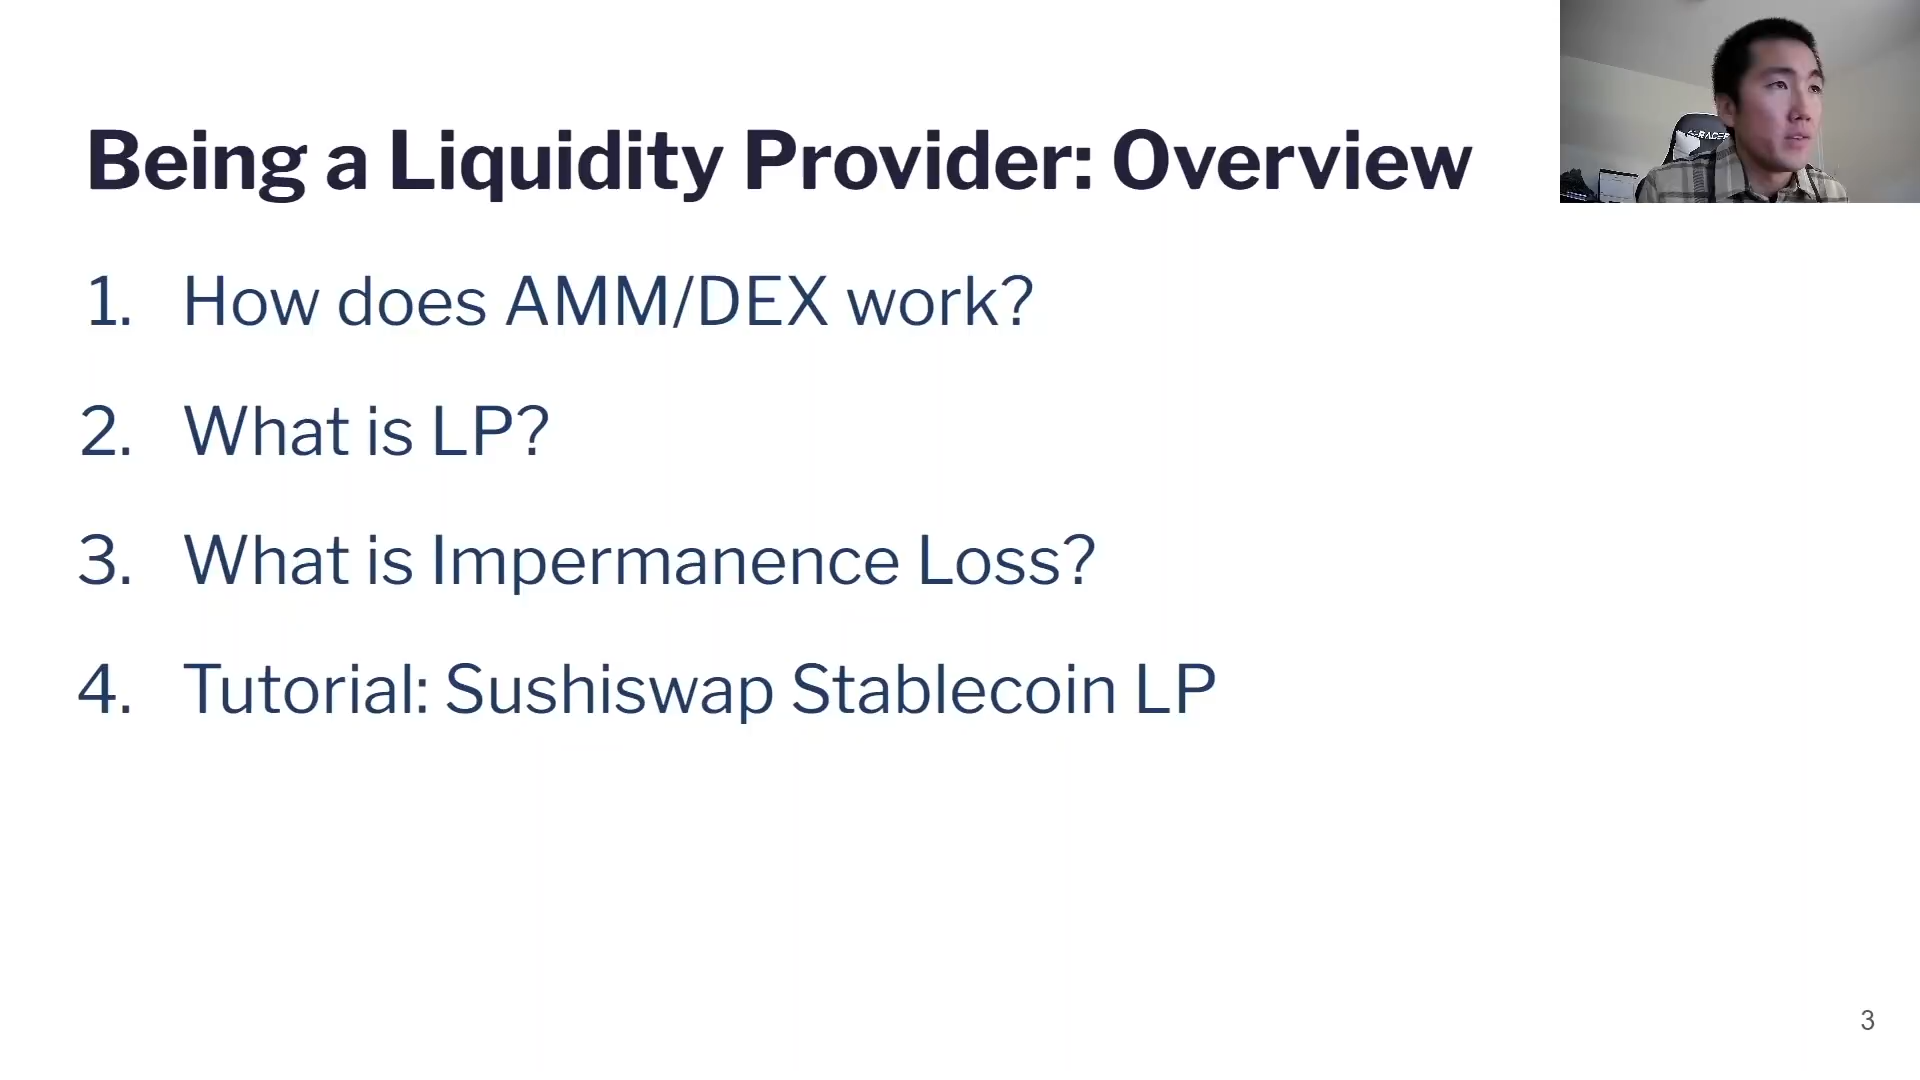 Being a Liquidity Provider: Overview
1. How does AMM/DEX work?
2. What is LP?
3. What is Impermanence Loss?
4. Tutorial: Sushiswap Stablecoin LP
3